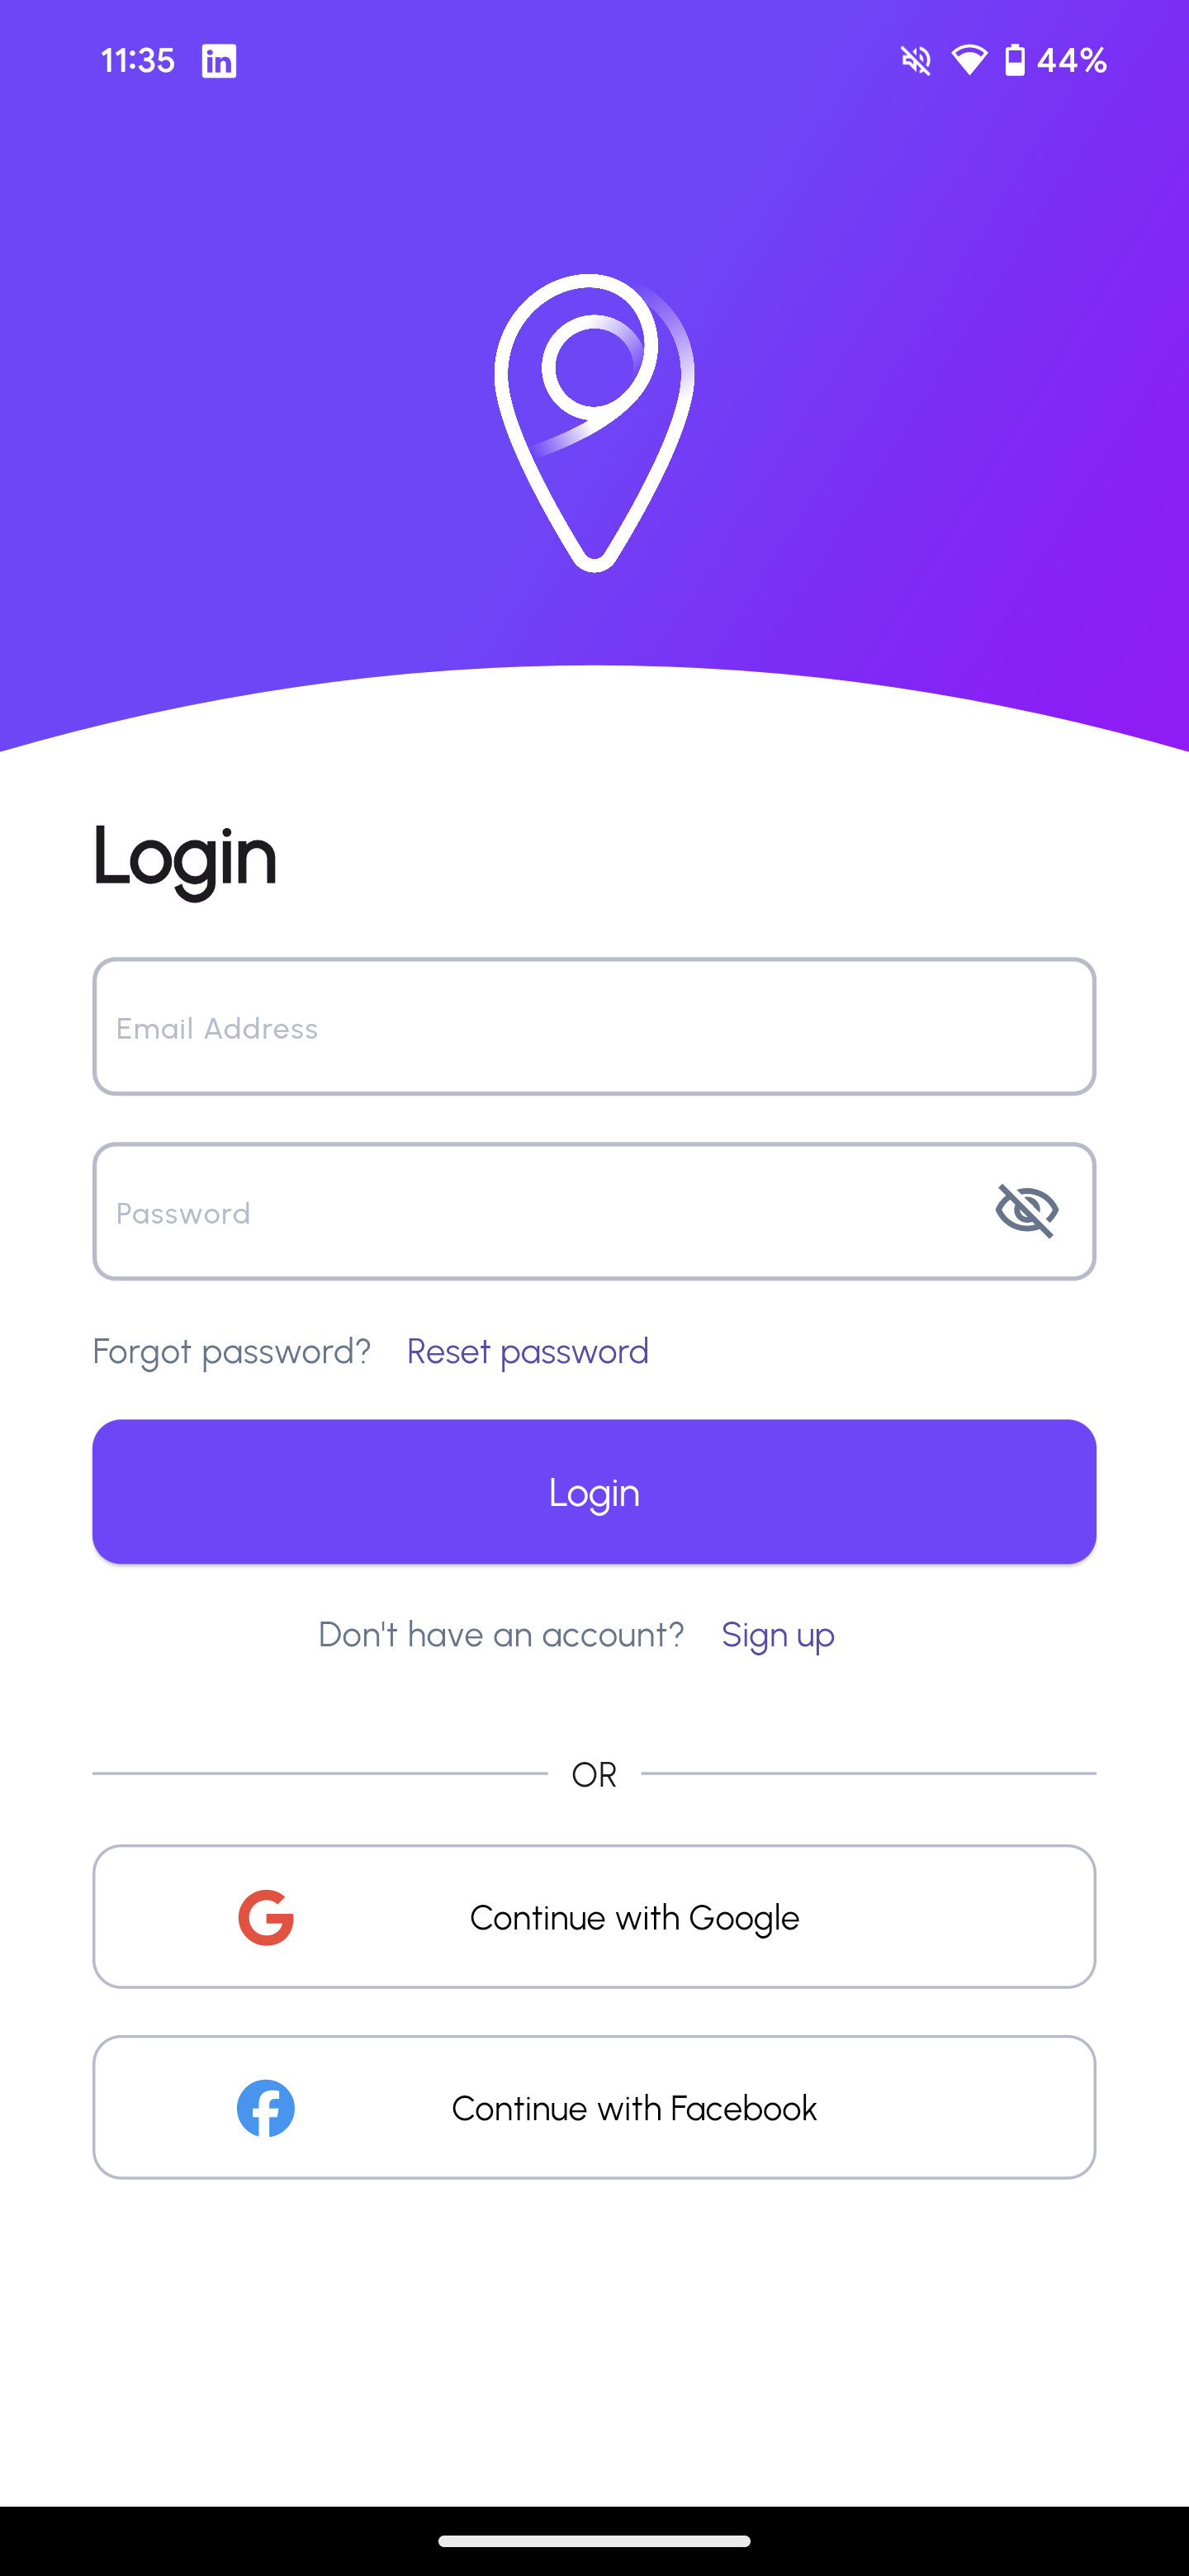 11:35 44%
Login
Email Address
Password
Forgot password? Reset password
Login
Don't have an account? Sign up
OR
Continue with Google
Continue with Facebook